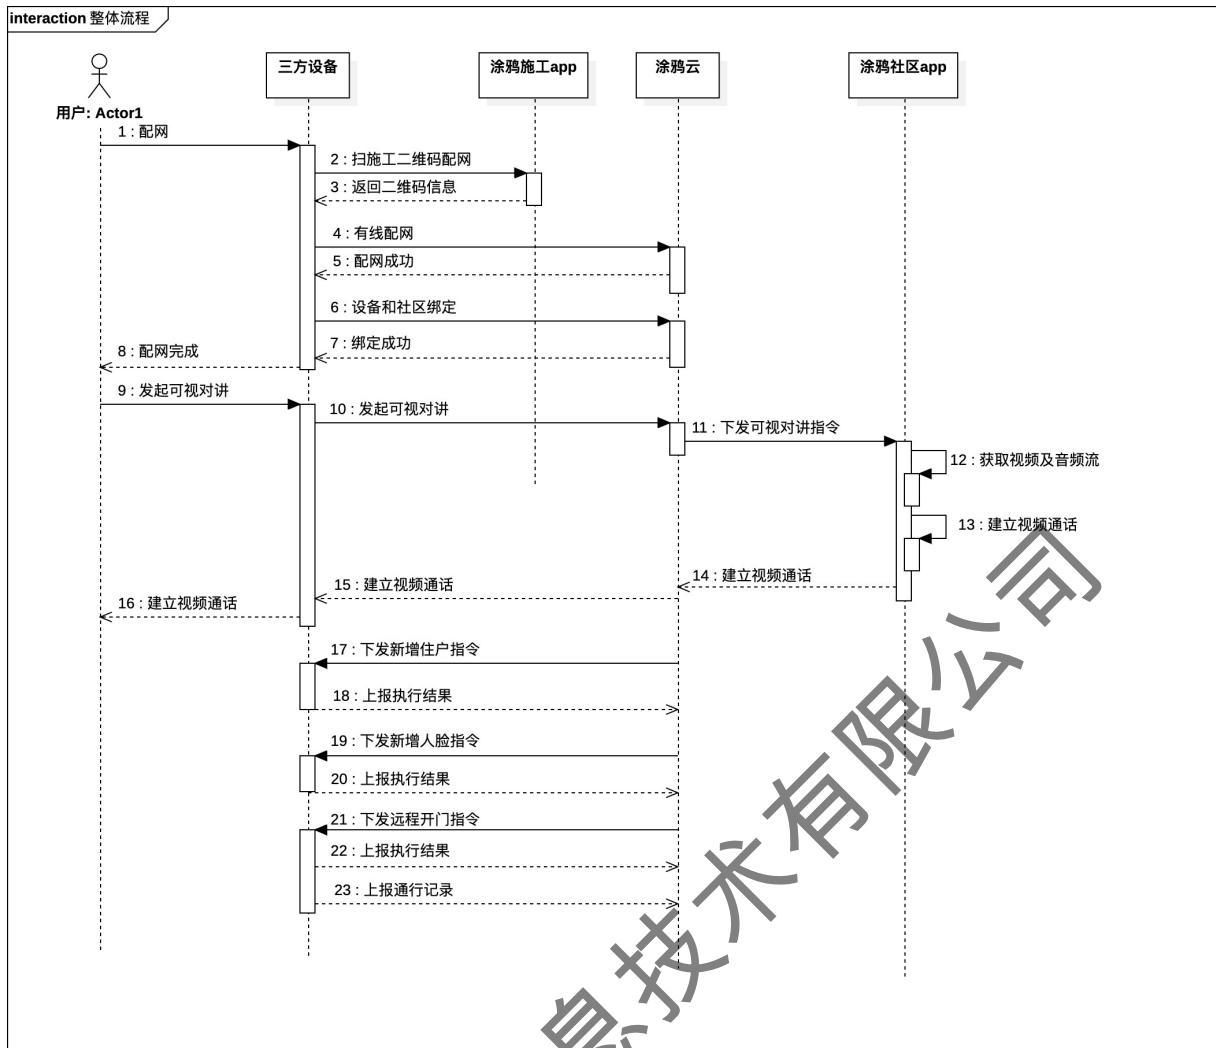 interaction 整体流程
三方设备
涂鸦施工app
涂鸦云
涂鸦社区app
用户: Actor1
1 : 配网
2 : 扫施工二维码配网
3 : 返回二维码信息
4 : 有线配网
5 : 配网成功
6 : 设备和社区绑定
7 : 绑定成功
8 : 配网完成
9 : 发起可视对讲
10 : 发起可视对讲
11 : 下发可视对讲指令
12 : 获取视频及音频流
13 : 建立视频通话
14 : 建立视频通话
15 : 建立视频通话
16 : 建立视频通话
17 : 下发新增住户指令
18 : 上报执行结果
19 : 下发新增人脸指令
20 : 上报执行结果
21 : 下发远程开门指令
22 : 上报执行结果
23 : 上报通行记录
息技术有限公司